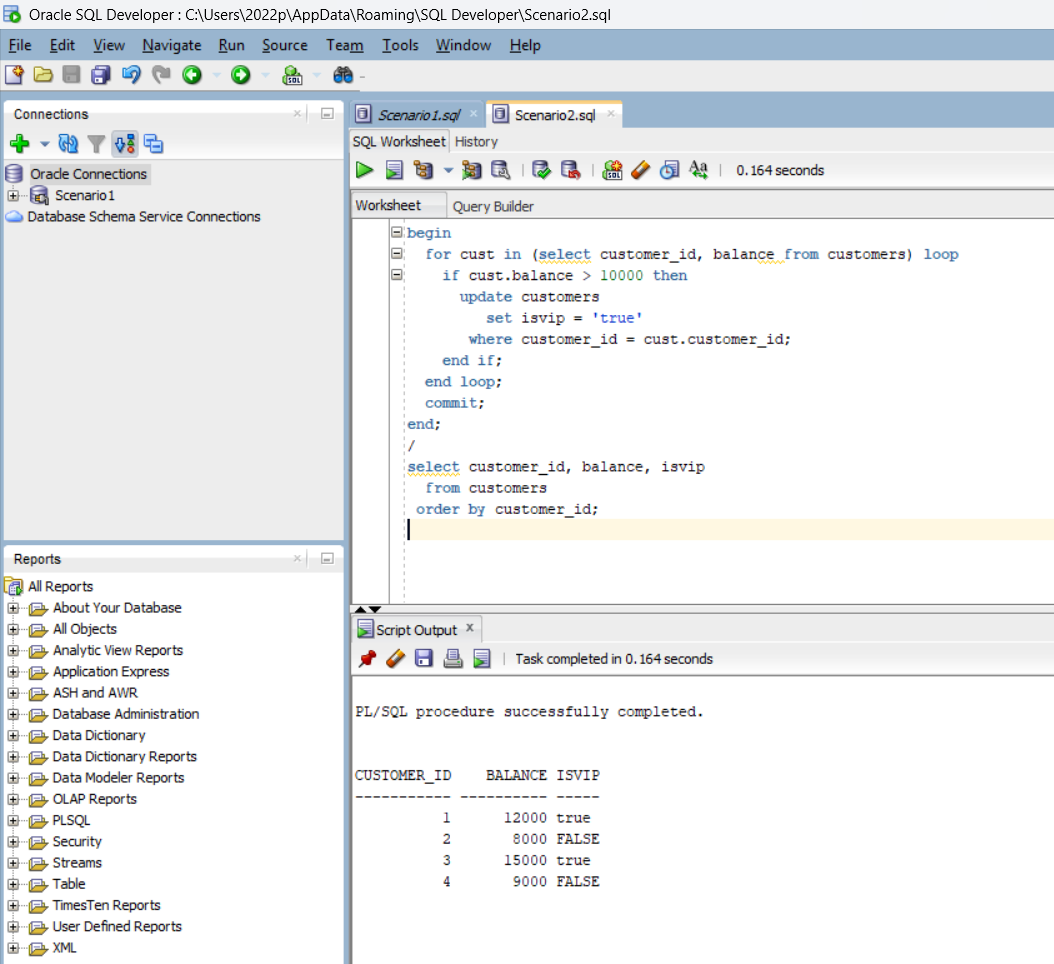 Oracle SQL Developer : C:\Users\2022p\AppData\Roaming\SQL Developer\Scenario2.sql
File Edit View Navigate Run Source Team Tools Window Help
Connections
Oracle Connections
Scenario1
Database Schema Service Connections
Reports
All Reports
About Your Database
All Objects
Analytic View Reports
Application Express
ASH and AWR
Database Administration
Data Dictionary
Data Dictionary Reports
Data Modeler Reports
OLAP Reports
PLSQL
Security
Streams
Table
TimesTen Reports
User Defined Reports
XML
Scenario1.sql Scenario2.sql
SQL Worksheet History
0.164 seconds
Worksheet Query Builder
begin
  for cust in (select customer_id, balance from customers) loop
    if cust.balance > 10000 then
      update customers
         set isvip = 'true'
       where customer_id = cust.customer_id;
    end if;
  end loop;
  commit;
end;
/
select customer_id, balance, isvip
  from customers
 order by customer_id;
Script Output
Task completed in 0.164 seconds
PL/SQL procedure successfully completed.
CUSTOMER_ID    BALANCE ISVIP
----------- ---------- -----
          1      12000 true
          2       8000 FALSE
          3      15000 true
          4       9000 FALSE